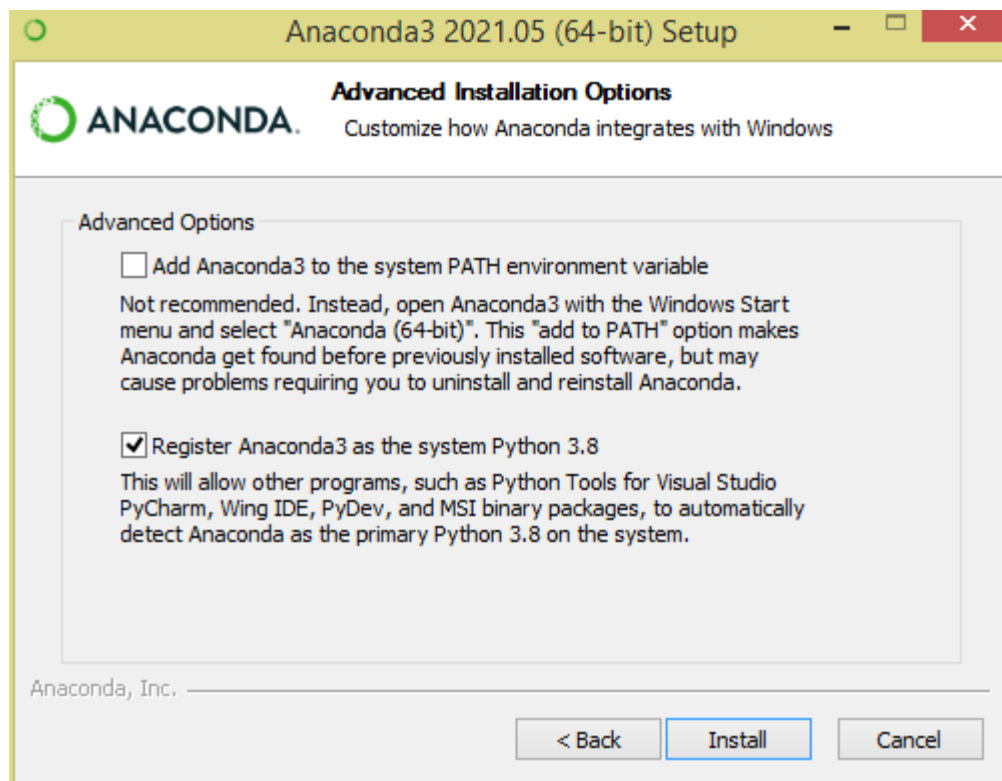 Anaconda3 2021.05 (64-bit) Setup
ANACONDA.
Advanced Installation Options
Customize how Anaconda integrates with Windows
Advanced Options
Add Anaconda3 to the system PATH environment variable
Not recommended. Instead, open Anaconda3 with the Windows Start
menu and select "Anaconda (64-bit)". This "add to PATH" option makes
Anaconda get found before previously installed software, but may
cause problems requiring you to uninstall and reinstall Anaconda.
Register Anaconda3 as the system Python 3.8
This will allow other programs, such as Python Tools for Visual Studio
PyCharm, Wing IDE, PyDev, and MSI binary packages, to automatically
detect Anaconda as the primary Python 3.8 on the system.
Anaconda, Inc.
< Back Install Cancel